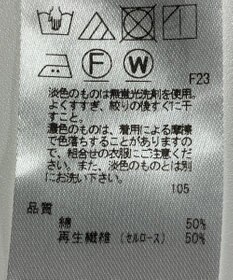 F W
F23
淡色のものは無蛍光洗剤を使用。
よくすすぎ、絞りの後すぐに干
すこと。
濃色のものは、着用による摩擦
で色落ちすることがありますの
で、組合せの衣服にご注意くださ
い。また、淡色のものとは別
にお洗い下さい。
105
品質
綿 50%
再生繊維 (セルロース) 50%